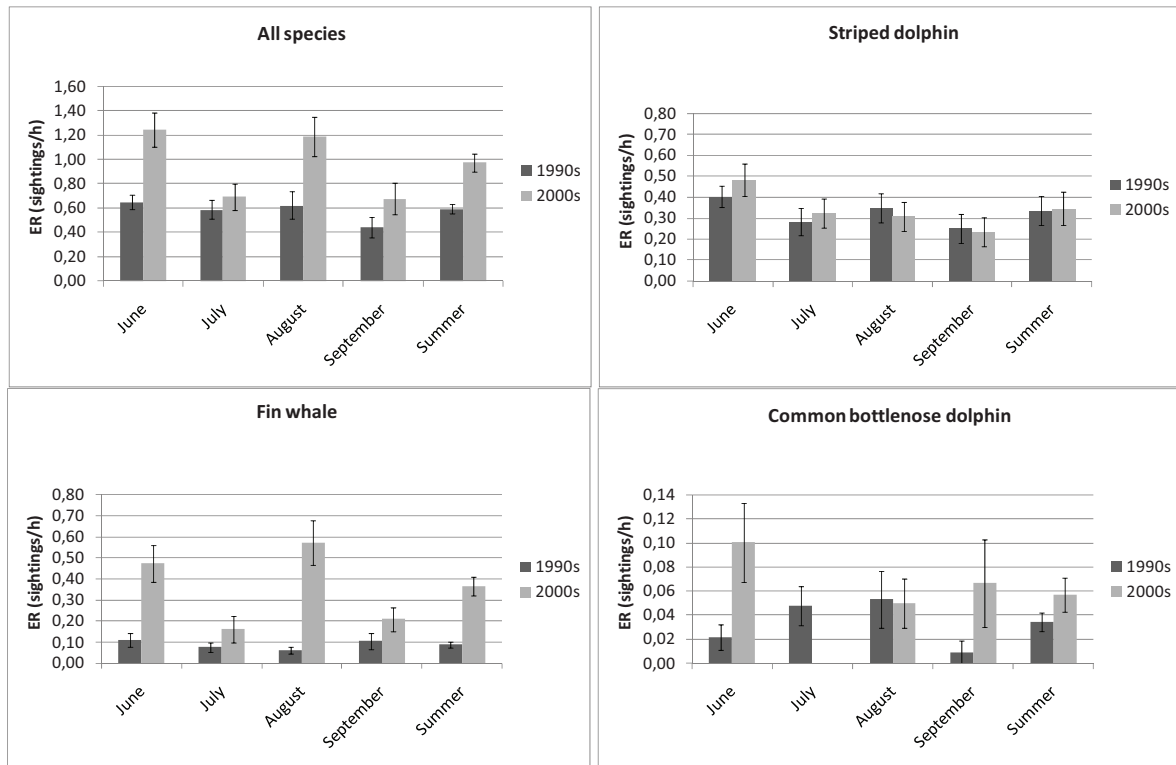 All species
ER (sightings/h)
1,60
1,40
1,20
1,00
0,80
0,60
0,40
0,20
0,00
June
July
August
September
Summer
1990s
2000s
Striped dolphin
ER (sightings/h)
0,80
0,70
0,60
0,50
0,40
0,30
0,20
0,10
0,00
June
July
August
September
Summer
1990s
2000s
Fin whale
ER (sightings/h)
0,80
0,70
0,60
0,50
0,40
0,30
0,20
0,10
0,00
June
July
August
September
Summer
1990s
2000s
Common bottlenose dolphin
ER (sightings/h)
0,14
0,12
0,10
0,08
0,06
0,04
0,02
0,00
June
July
August
September
Summer
1990s
2000s